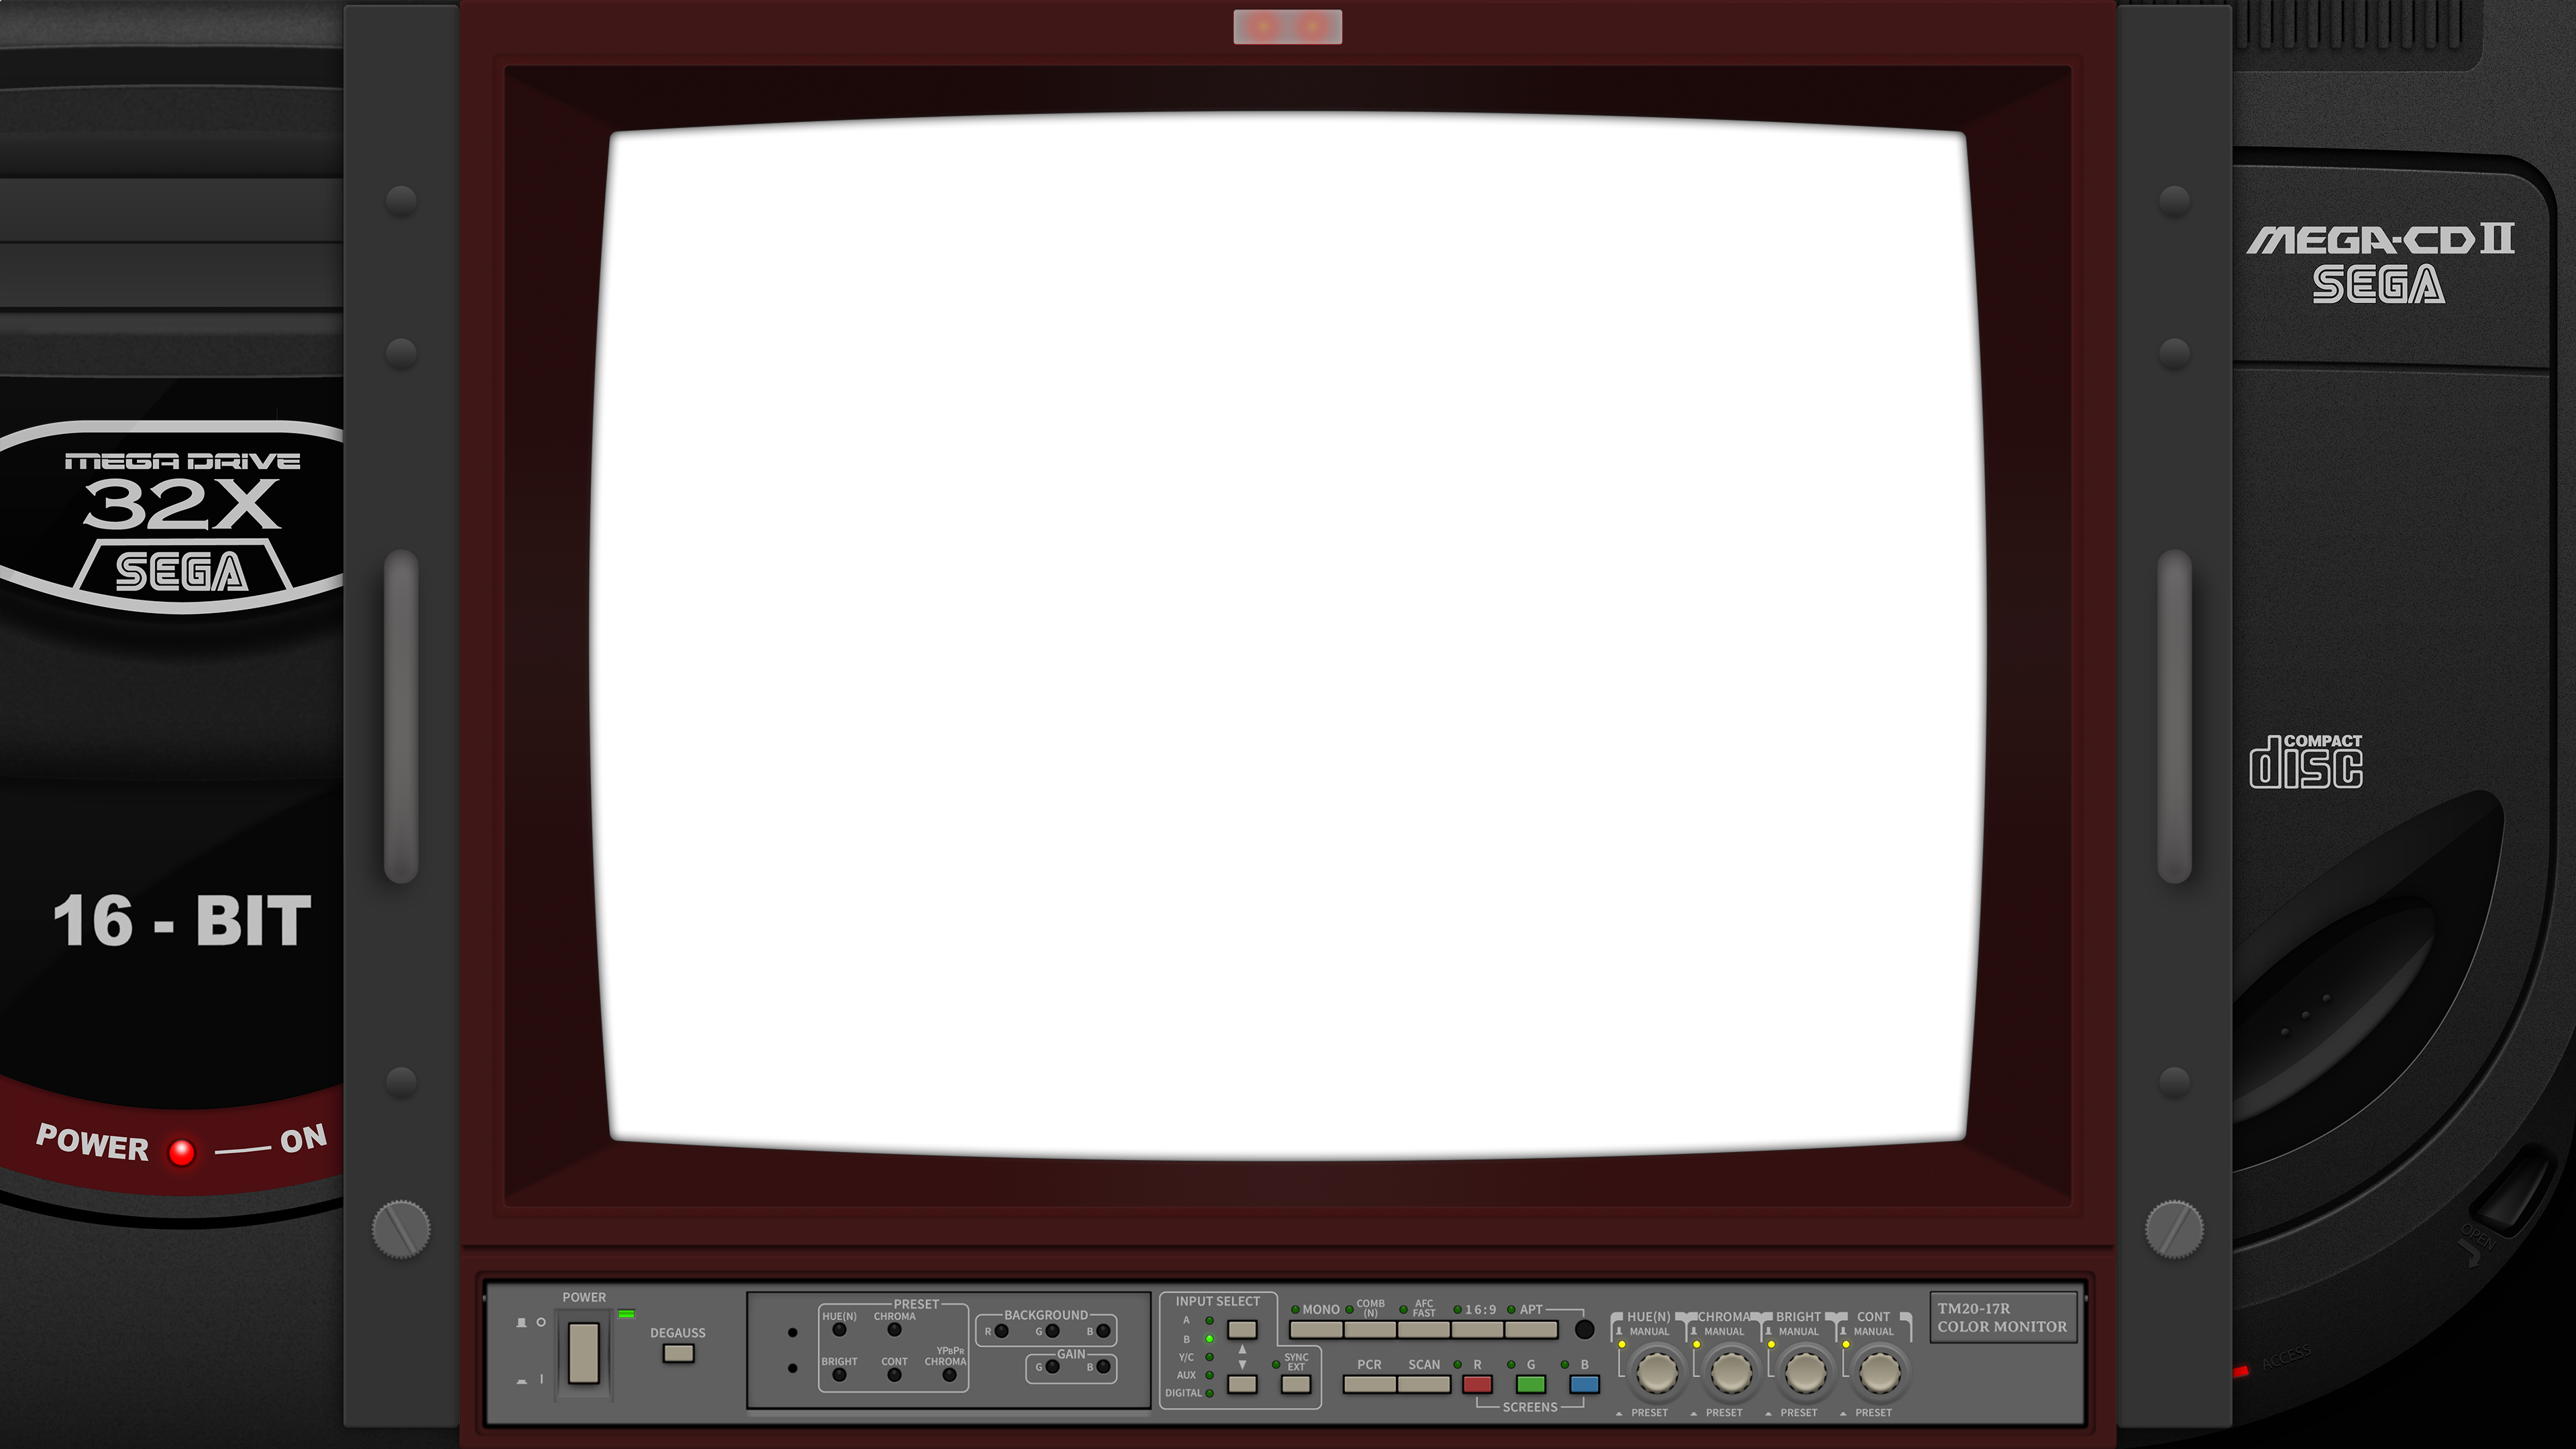 MEGA DRIVE
32X
SEGA
16 - BIT
POWER ON
MEGA-CD II
SEGA
COMPACT
disc
OPEN
ACCESS
POWER
DEGAUSS
PRESET
HUE(N) CHROMA
BRIGHT CONT YPBPR CHROMA
BACKGROUND
R G B
GAIN
G B
INPUT SELECT
A
B
Y/C
AUX
DIGITAL
SYNC
EXT
MONO COMB (N) AFC FAST 16:9 APT
PCR SCAN R G B
SCREENS
HUE(N) CHROMA BRIGHT CONT
MANUAL MANUAL MANUAL MANUAL
PRESET PRESET PRESET PRESET
TM20-17R
COLOR MONITOR